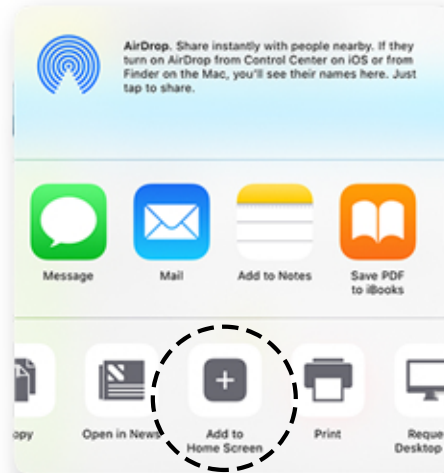 AirDrop. Share instantly with people nearby. If they
turn on AirDrop from Control Center on iOS or from
Finder on the Mac, you'll see their names here. Just
tap to share.
Message
Mail
Add to Notes
Save PDF
to iBooks
opy
Open in News
Add to
Home Screen
Print
Reque
Desktop